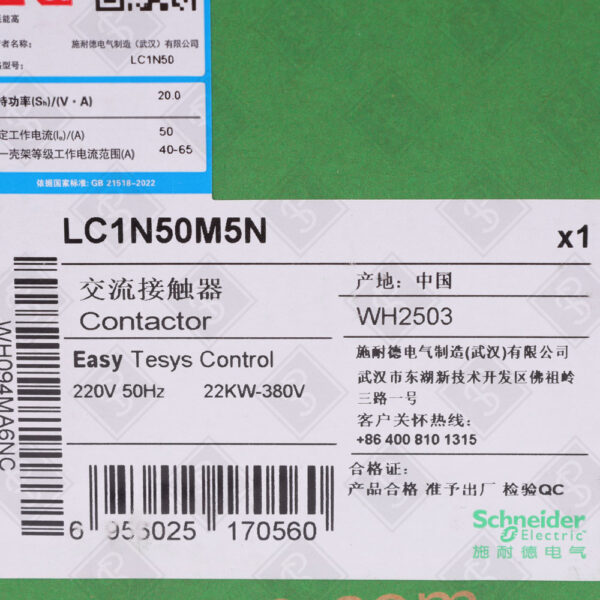 能高
者名称： 施耐德电气制造（武汉）有限公司
格型号： LC1N50
持功率(Sₕ)/(V·A) 20.0
定工作电流(Iₑ)/(A) 50
一壳架等级工作电流范围(A) 40-65
依据国家标准: GB 21518-2022
LC1N50M5N
x1
交流接触器
Contactor
Easy Tesys Control
220V 50Hz 22KW-380V
产地: 中国
WH2503
施耐德电气制造(武汉)有限公司
武汉市东湖新技术开发区佛祖岭
三路一号
客户关怀热线:
+86 400 810 1315
合格证:
产品合格 准予出厂 检验QC
WH094MA6NC
6 955025 170560
Schneider
Electric
施耐德电气